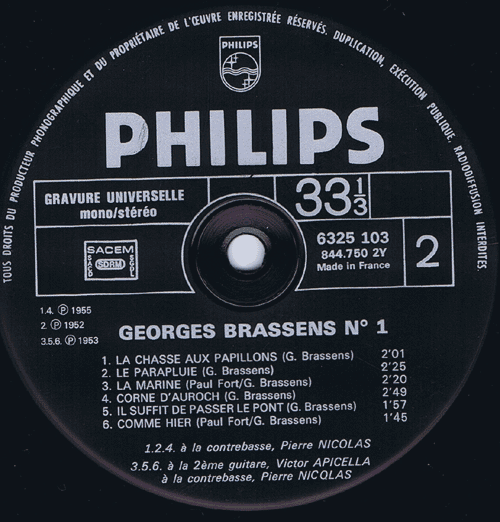 TOUS DROITS DU PRODUCTEUR PHONOGRAPHIQUE ET DU PROPRIÉTAIRE DE L'ŒUVRE ENREGISTRÉE RÉSERVÉS. DUPLICATION, EXÉCUTION PUBLIQUE, RADIODIFFUSION INTERDITES.
PHILIPS
PHILIPS
GRAVURE UNIVERSELLE
mono/stéréo
33 1/3
SACEM
SACD SDRM SGDL
6325 103
844.750 2Y
Made in France
2
1.4. ℗ 1955
2. ℗ 1952
3.5.6. ℗ 1953
GEORGES BRASSENS N° 1
1. LA CHASSE AUX PAPILLONS (G. Brassens) 2'01
2. LE PARAPLUIE (G. Brassens) 2'25
3. LA MARINE (Paul Fort/G. Brassens) 2'20
4. CORNE D'AUROCH (G. Brassens) 2'49
5. IL SUFFIT DE PASSER LE PONT (G. Brassens) 1'57
6. COMME HIER (Paul Fort/G. Brassens) 1'45
1.2.4. à la contrebasse, Pierre NICOLAS
3.5.6. à la 2ème guitare, Victor APICELLA
à la contrebasse, Pierre NICOLAS